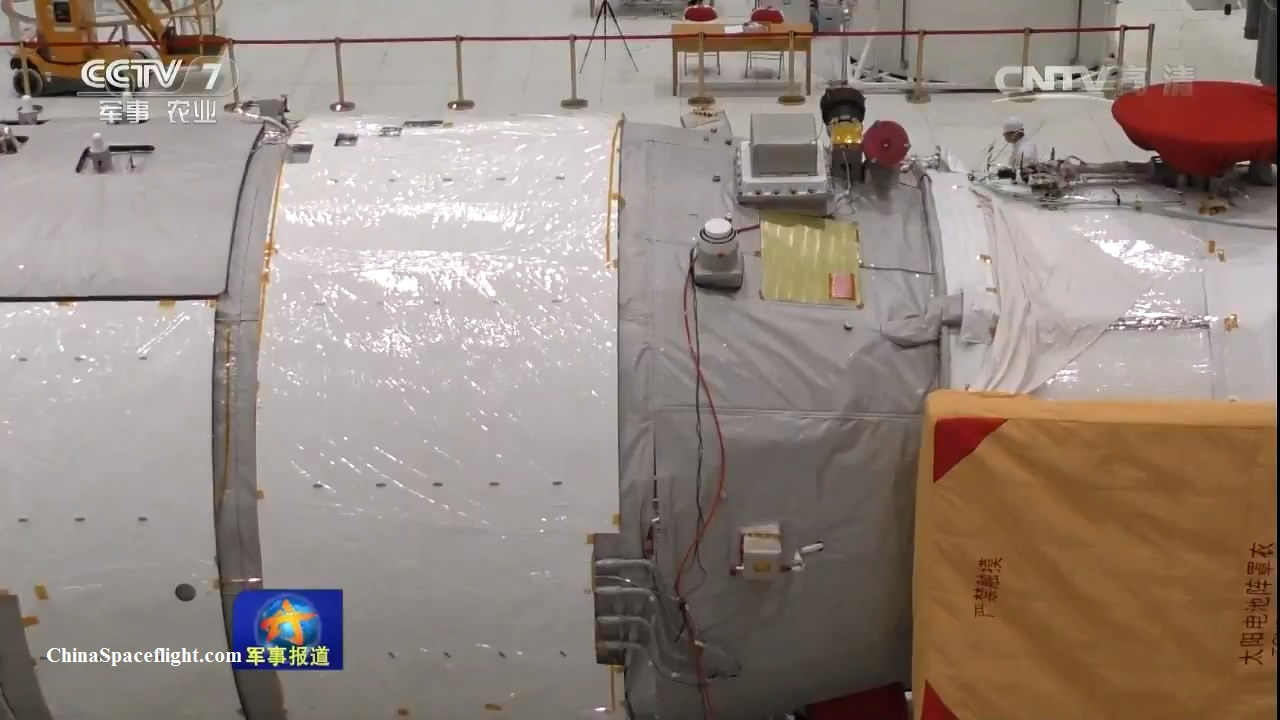 CCTV 7
军事 农业
CNTV高清
严禁触摸
太阳电池阵罩衣
ChinaSpaceflight.com
军事报道